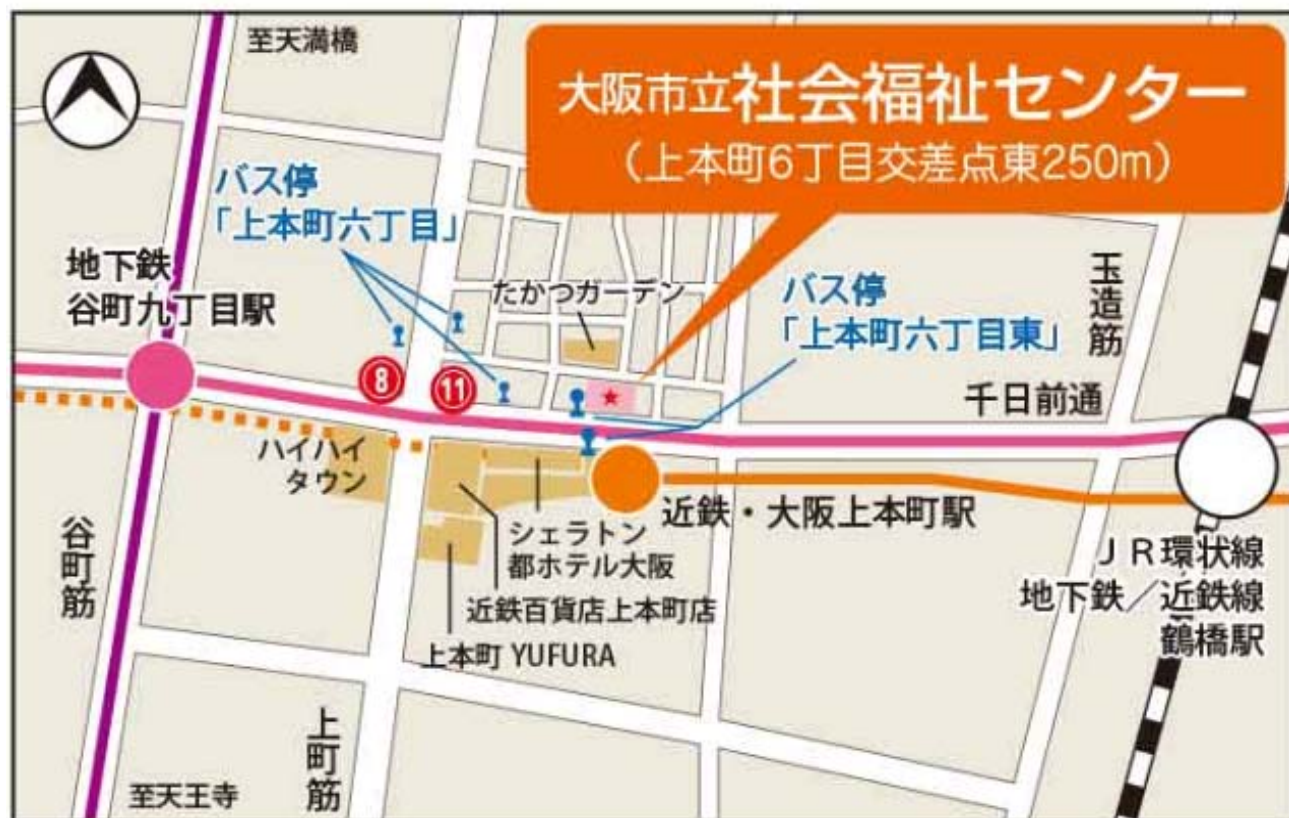 至天満橋
大阪市立社会福祉センター
（上本町6丁目交差点東250m）
バス停
「上本町六丁目」
地下鉄
谷町九丁目駅
たかつガーデン
バス停
「上本町六丁目東」
玉造筋
8
11
千日前通
ハイハイ
タウン
近鉄・大阪上本町駅
シェラトン
都ホテル大阪
近鉄百貨店上本町店
上本町 YUFURA
ＪＲ環状線
地下鉄／近鉄線
鶴橋駅
谷町筋
上町筋
至天王寺